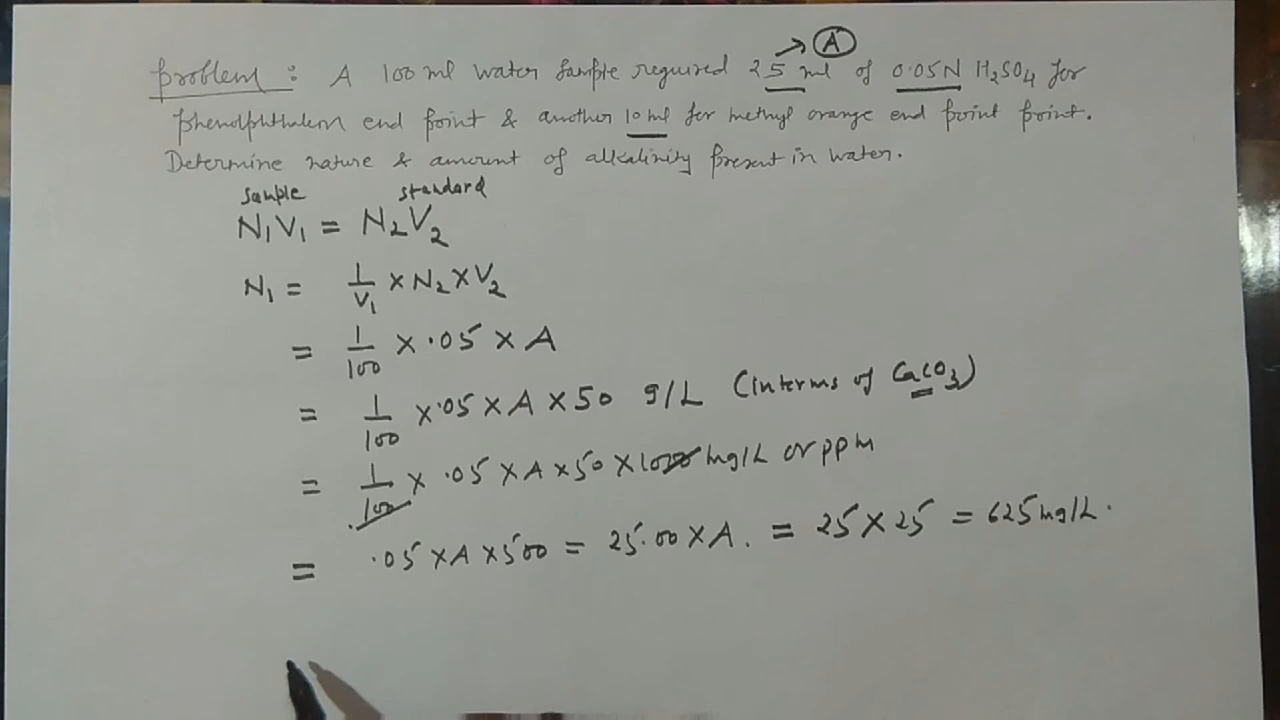 Problem : A 100 ml water sample required 25 ml of 0.05N H2SO4 for
→ A
phenolphthalein end point & another 10 ml for methyl orange end point point.
Determine nature & amount of alkalinity present in water.
sample standard
N1V1 = N2V2
N1 = 1/V1 × N2 × V2
= 1/100 × .05 × A
= 1/100 × .05 × A × 50 g/L (interms of CaCO3)
= 1/100 × .05 × A × 50 × 1000 mg/L or ppm
= .05 × A × 500 = 25.00 × A. = 25 × 25 = 625 mg/L.